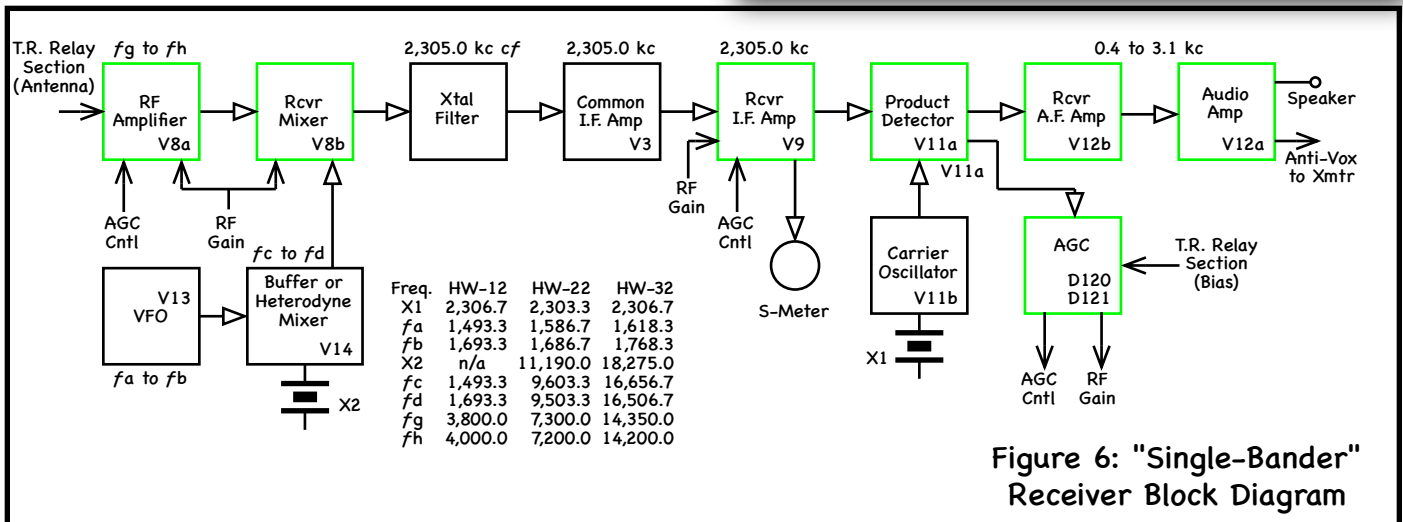 T.R. Relay
Section
(Antenna)
fg to fh
RF
Amplifier
V8a
Rcvr
Mixer
V8b
2,305.0 kc cf
Xtal
Filter
2,305.0 kc
Common
I.F. Amp
V3
2,305.0 kc
Rcvr
I.F. Amp
V9
Product
Detector
V11a
V11a
0.4 to 3.1 kc
Rcvr
A.F. Amp
V12b
Audio
Amp
V12a
Speaker
Anti-Vox
to Xmtr
AGC
Cntl
RF
Gain
RF
Gain
AGC
Cntl
S-Meter
fc to fd
V13
VFO
fa to fb
Buffer or
Heterodyne
Mixer
V14
X2
Freq. HW-12 HW-22 HW-32
X1 2,306.7 2,303.3 2,306.7
fa 1,493.3 1,586.7 1,618.3
fb 1,693.3 1,686.7 1,768.3
X2 n/a 11,190.0 18,275.0
fc 1,493.3 9,603.3 16,656.7
fd 1,693.3 9,503.3 16,506.7
fg 3,800.0 7,300.0 14,350.0
fh 4,000.0 7,200.0 14,200.0
Carrier
Oscillator
V11b
X1
AGC
D120
D121
T.R. Relay
Section
(Bias)
AGC
Cntl
RF
Gain
Figure 6: "Single-Bander"
Receiver Block Diagram